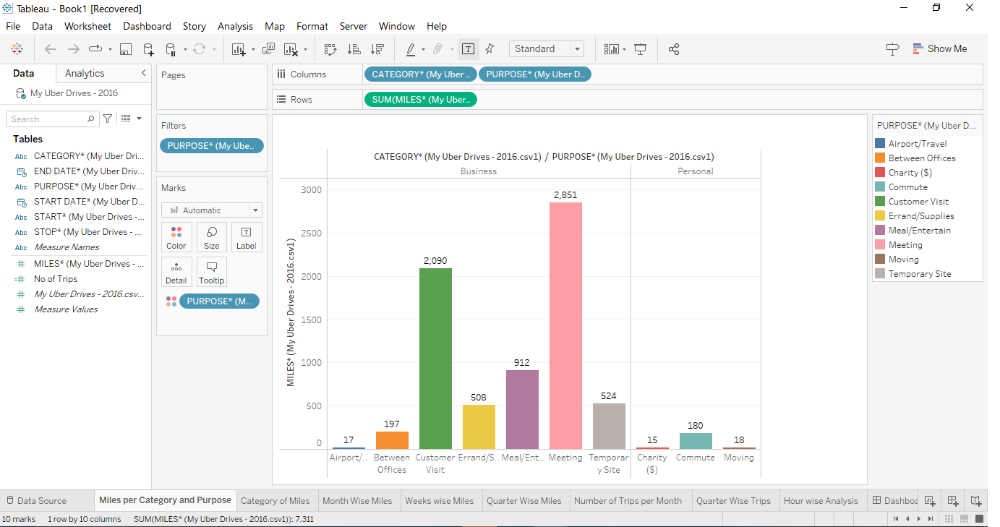 Tableau - Book1 [Recovered]
File Data Worksheet Dashboard Story Analysis Map Format Server Window Help
Standard
Show Me
Data Analytics
My Uber Drives - 2016
Search
Tables
Abc CATEGORY* (My Uber Dri...
END DATE* (My Uber Driv...
Abc PURPOSE* (My Uber Driv...
START DATE* (My Uber D...
Abc START* (My Uber Drives -...
Abc STOP* (My Uber Drives - ...
Abc Measure Names
# MILES* (My Uber Drives - ...
=# No of Trips
# My Uber Drives - 2016.csv...
# Measure Values
Pages
Filters
PURPOSE* (My Ube..
Marks
Automatic
Color Size Label
Detail Tooltip
PURPOSE* (M..
Columns CATEGORY* (My Uber .. PURPOSE* (My Uber D..
Rows SUM(MILES* (My Uber..
CATEGORY* (My Uber Drives - 2016.csv1) / PURPOSE* (My Uber Drives - 2016.csv1)
Business Personal
MILES* (My Uber Drives - 2016.csv1)
3000
2500
2000
1500
1000
500
0
17 197 2,090 508 912 2,851 524 15 180 18
Airport/.. Between Customer Errand/S.. Meal/Ent.. Meeting Temporar Charity Commute Moving
Offices Visit y Site ($)
PURPOSE* (My Uber D...
Airport/Travel
Between Offices
Charity ($)
Commute
Customer Visit
Errand/Supplies
Meal/Entertain
Meeting
Moving
Temporary Site
Data Source Miles per Category and Purpose Category of Miles Month Wise Miles Weeks wise Miles Quarter Wise Miles Number of Trips per Month Quarter Wise Trips Hour wise Analysis Dashboa
10 marks 1 row by 10 columns SUM(MILES* (My Uber Drives - 2016.csv1)): 7,311